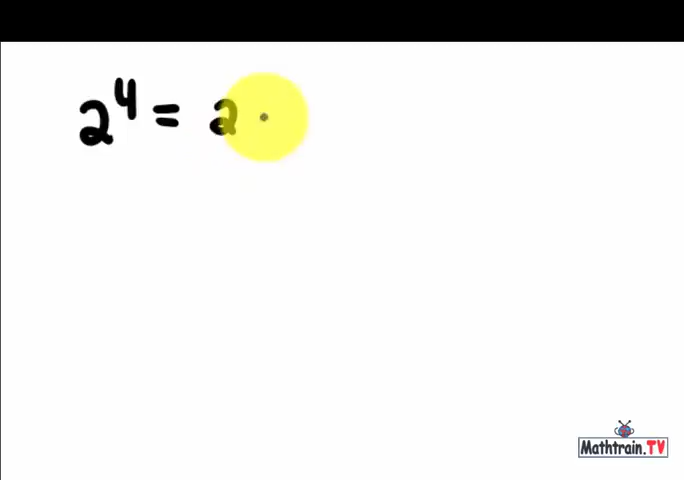 2⁴ = 2 ·
Mathtrain.TV